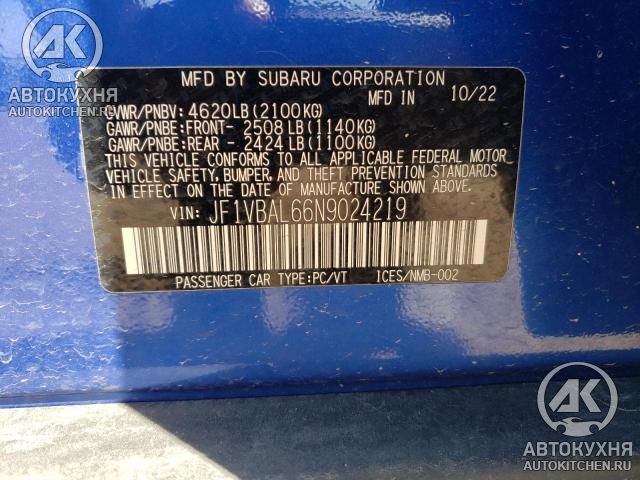 AK
АВТОКУХНЯ
AUTOKITCHEN.RU
MFD BY SUBARU CORPORATION
MFD IN 10/22
GVWR/PNBV: 4620LB(2100KG)
GAWR/PNBE:FRONT- 2508LB(1140KG)
GAWR/PNBE:REAR - 2424LB(1100KG)
THIS VEHICLE CONFORMS TO ALL APPLICABLE FEDERAL MOTOR
VEHICLE SAFETY, BUMPER, AND THEFT PREVENTION STANDARDS
IN EFFECT ON THE DATE OF MANUFACTURE SHOWN ABOVE.
VIN: JF1VBAL66N9024219
PASSENGER CAR TYPE:PC/VT ICES/NMB-002
AK
АВТОКУХНЯ
AUTOKITCHEN.RU